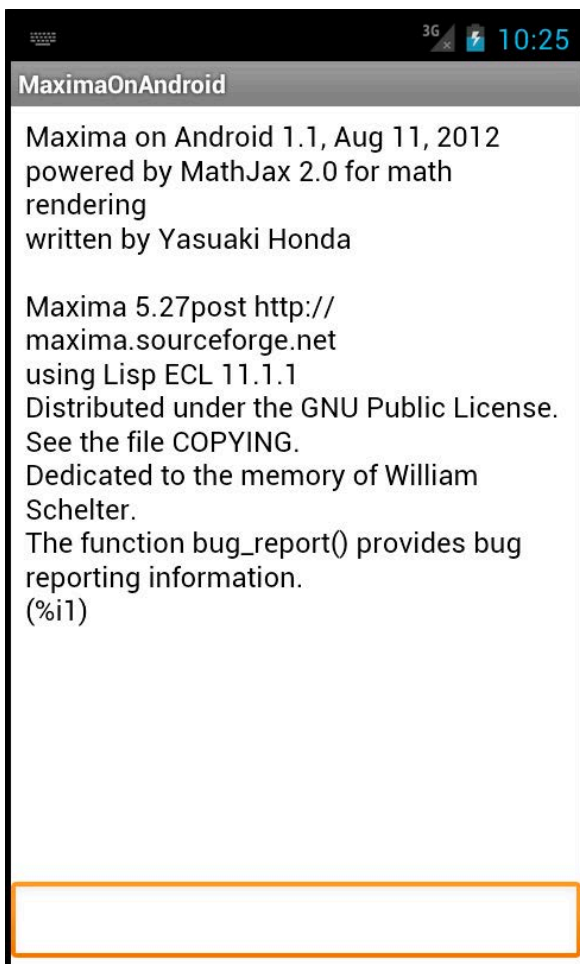 3G 10:25
MaximaOnAndroid
Maxima on Android 1.1, Aug 11, 2012
powered by MathJax 2.0 for math
rendering
written by Yasuaki Honda
Maxima 5.27post http://
maxima.sourceforge.net
using Lisp ECL 11.1.1
Distributed under the GNU Public License.
See the file COPYING.
Dedicated to the memory of William
Schelter.
The function bug_report() provides bug
reporting information.
(%i1)